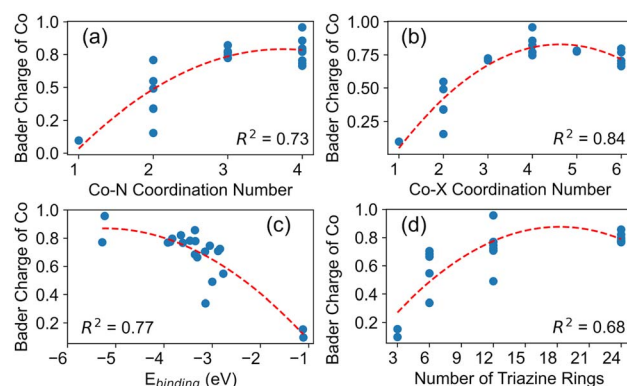 (a)
Bader Charge of Co
1.0
0.8
0.6
0.4
0.2
0.0
1
2
3
4
R² = 0.73
Co-N Coordination Number
(b)
Bader Charge of Co
1.00
0.75
0.50
0.25
1
2
3
4
5
6
R² = 0.84
Co-X Coordination Number
(c)
Bader Charge of Co
1.0
0.8
0.6
0.4
0.2
−6
−5
−4
−3
−2
−1
R² = 0.77
E_binding (eV)
(d)
Bader Charge of Co
1.0
0.8
0.6
0.4
0.2
3
6
9
12
15
18
21
24
R² = 0.68
Number of Triazine Rings